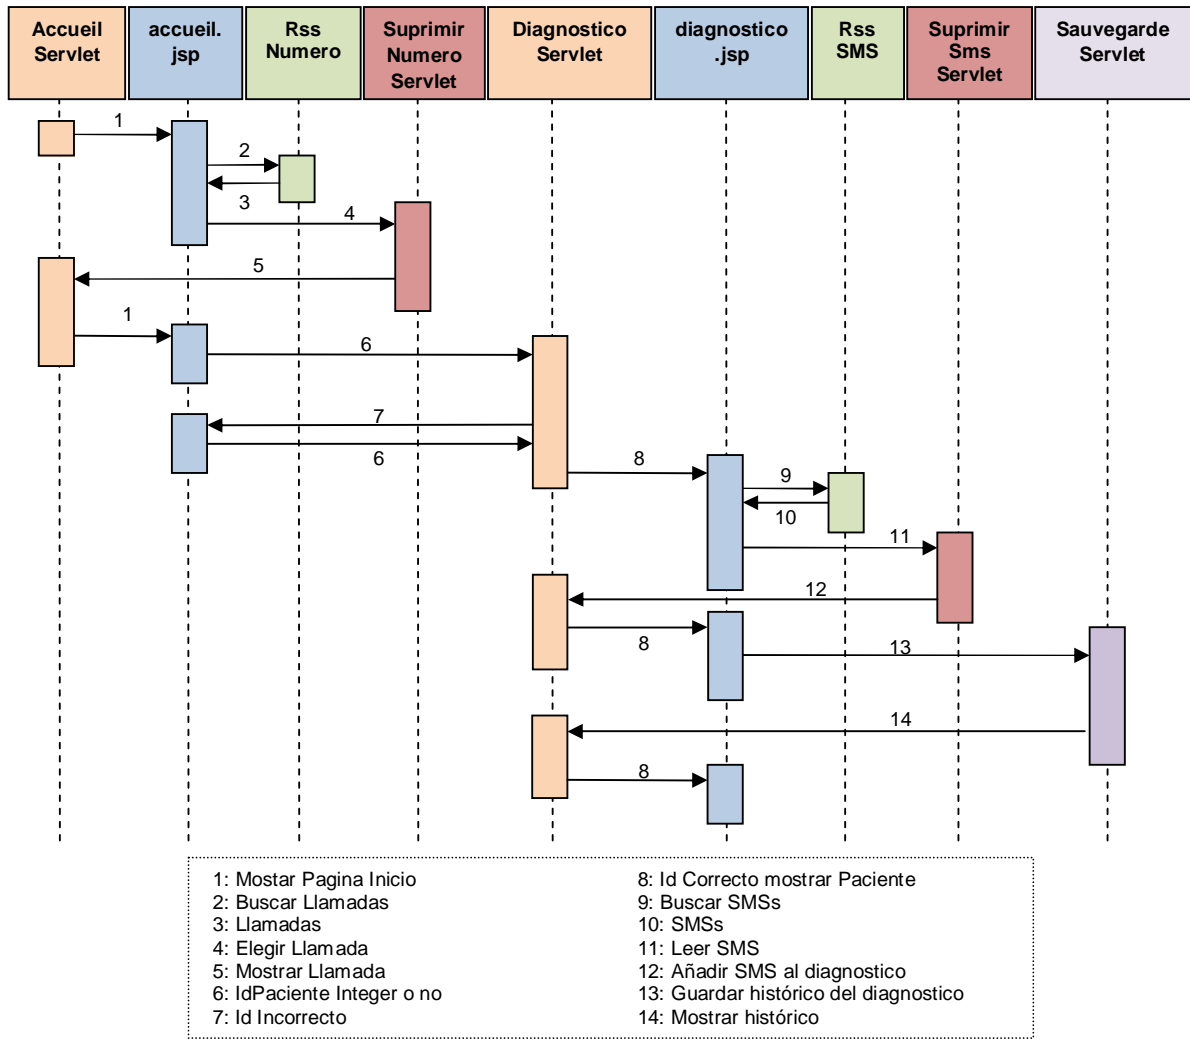 Accueil
Servlet
accueil.
jsp
Rss
Numero
Suprimir
Numero
Servlet
Diagnostico
Servlet
diagnostico
.jsp
Rss
SMS
Suprimir
Sms
Servlet
Sauvegarde
Servlet
1
2
3
4
5
1
6
7
6
8
9
10
11
12
8
13
14
8
1: Mostar Pagina Inicio
2: Buscar Llamadas
3: Llamadas
4: Elegir Llamada
5: Mostrar Llamada
6: IdPaciente Integer o no
7: Id Incorrecto
8: Id Correcto mostrar Paciente
9: Buscar SMSs
10: SMSs
11: Leer SMS
12: Añadir SMS al diagnostico
13: Guardar histórico del diagnostico
14: Mostrar histórico